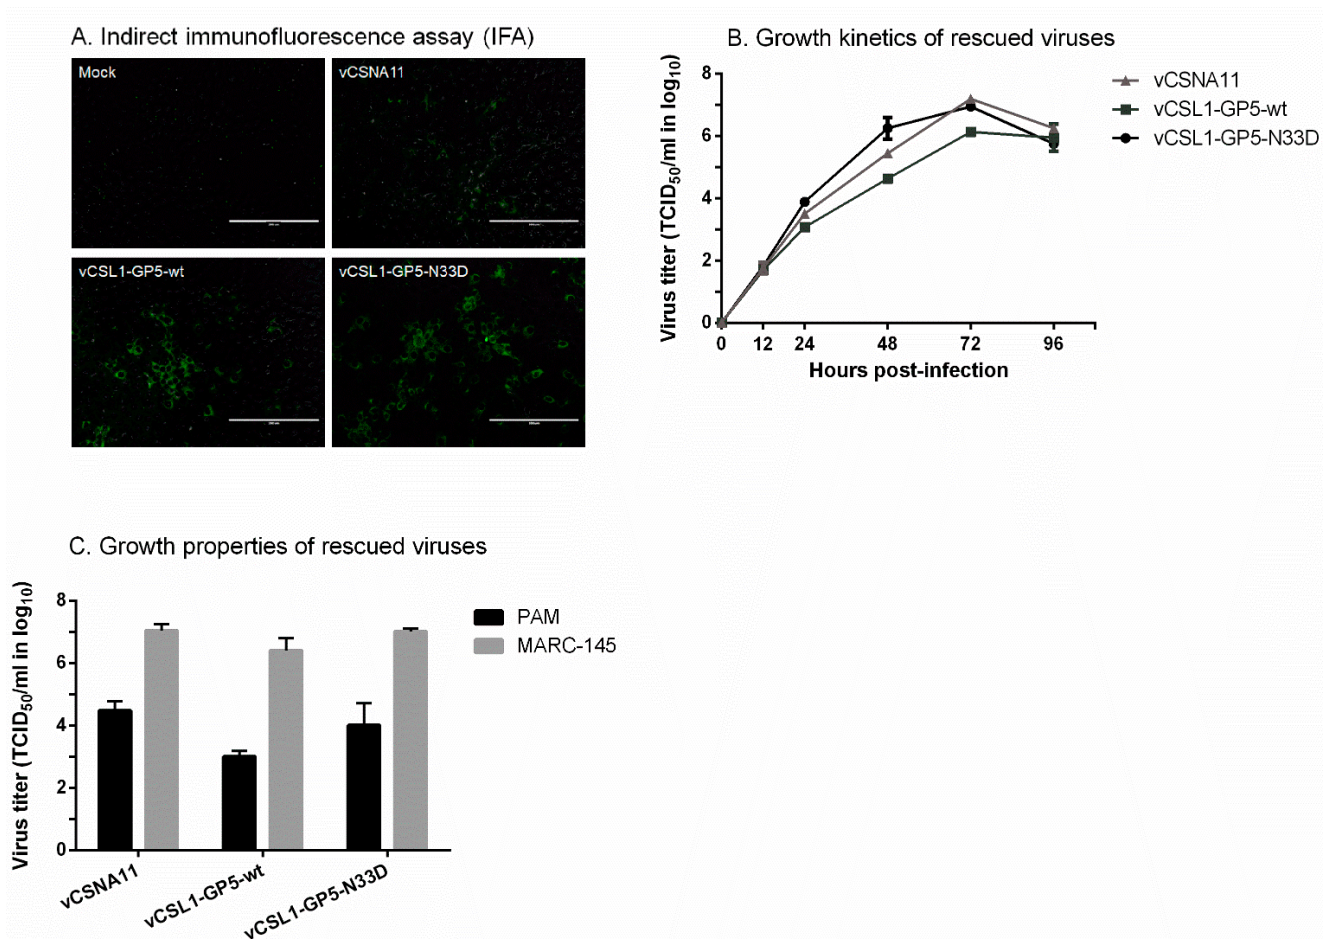 A. Indirect immunofluorescence assay (IFA)
Mock
vCSNA11
vCSL1-GP5-wt
vCSL1-GP5-N33D
B. Growth kinetics of rescued viruses
Virus titer (TCID50/ml in log10)
8
6
4
2
0
0 12 24 48 72 96
Hours post-infection
vCSNA11
vCSL1-GP5-wt
vCSL1-GP5-N33D
C. Growth properties of rescued viruses
Virus titer (TCID50/ml in log10)
8
6
4
2
0
vCSNA11
vCSL1-GP5-wt
vCSL1-GP5-N33D
PAM
MARC-145